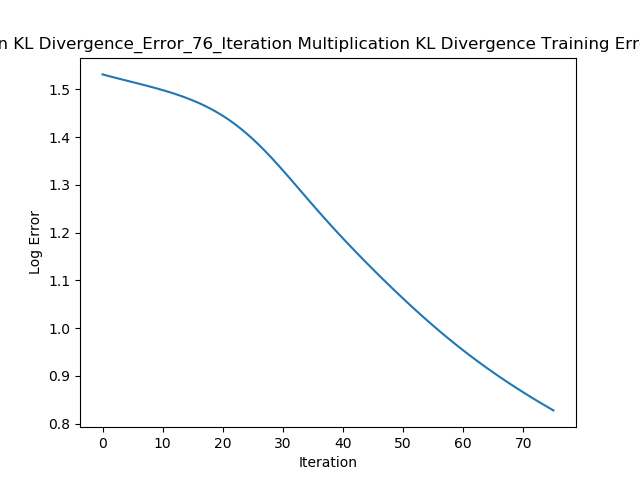 KL Divergence_Error_76_Iteration Multiplication KL Divergence Training
1.5
1.4
1.3
1.2
1.1
1.0
0.9
0.8
Log Error
0 10 20 30 40 50 60 70
Iteration